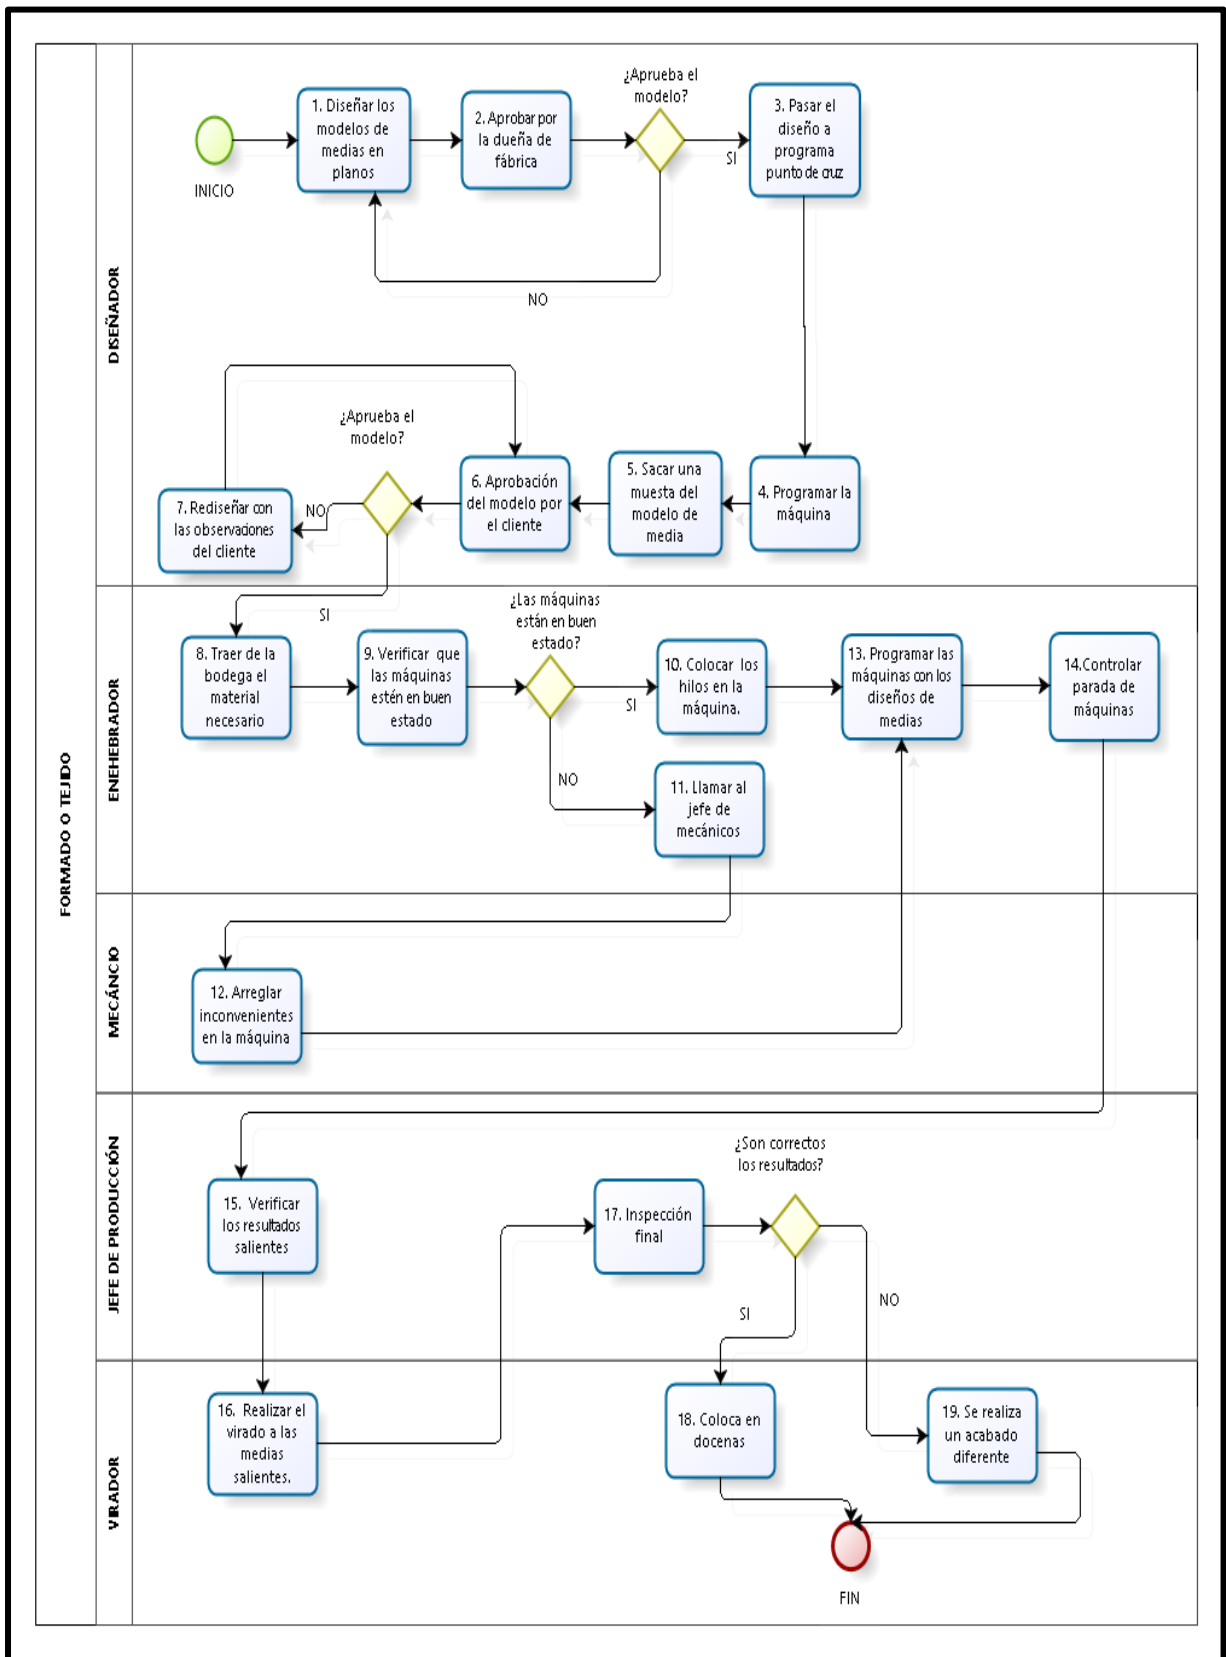 FORMADO O TEJIDO
DISEÑADOR
¿Aprueba el
modelo?
INICIO
1. Diseñar los
modelos de
medias en
planos
2. Aprobar por
la dueña de
fábrica
SI
NO
3. Pasar el
diseño a
programa
punto de cruz
¿Aprueba el
modelo?
7. Rediseñar con
las observaciones
del cliente
NO
6. Aprobación
del modelo por
el cliente
5. Sacar una
muesta del
modelo de
media
4. Programar la
máquina
SI
ENEHEBRADOR
¿Las máquinas
están en buen
estado?
8. Traer de la
bodega el
material
necesario
9. Verificar que
las máquinas
estén en buen
estado
SI
NO
10. Colocar los
hilos en la
máquina.
13. Programar las
máquinas con los
diseños de
medias
14.Controlar
parada de
máquinas
11. Llamar al
jefe de
mecánicos
MECÁNCIO
12. Arreglar
inconvenientes
en la máquina
JEFE DE PRODUCCIÓN
¿Son correctos
los resultados?
15. Verificar
los resultados
salientes
17. Inspección
final
SI
NO
VIRADOR
16. Realizar el
virado a las
medias
salientes.
18. Coloca en
docenas
19. Se realiza
un acabado
diferente
FIN